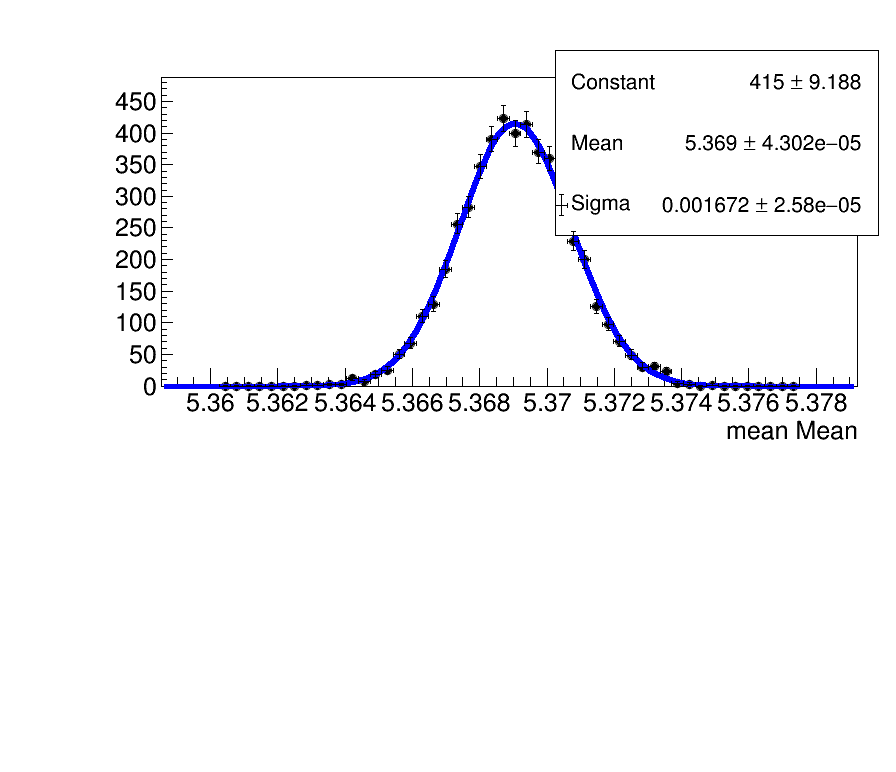 Constant 415 ± 9.188
Mean 5.369 ± 4.302e−05
Sigma 0.001672 ± 2.58e−05
450
400
350
300
250
200
150
100
50
0
5.36 5.362 5.364 5.366 5.368 5.37 5.372 5.374 5.376 5.378
mean Mean